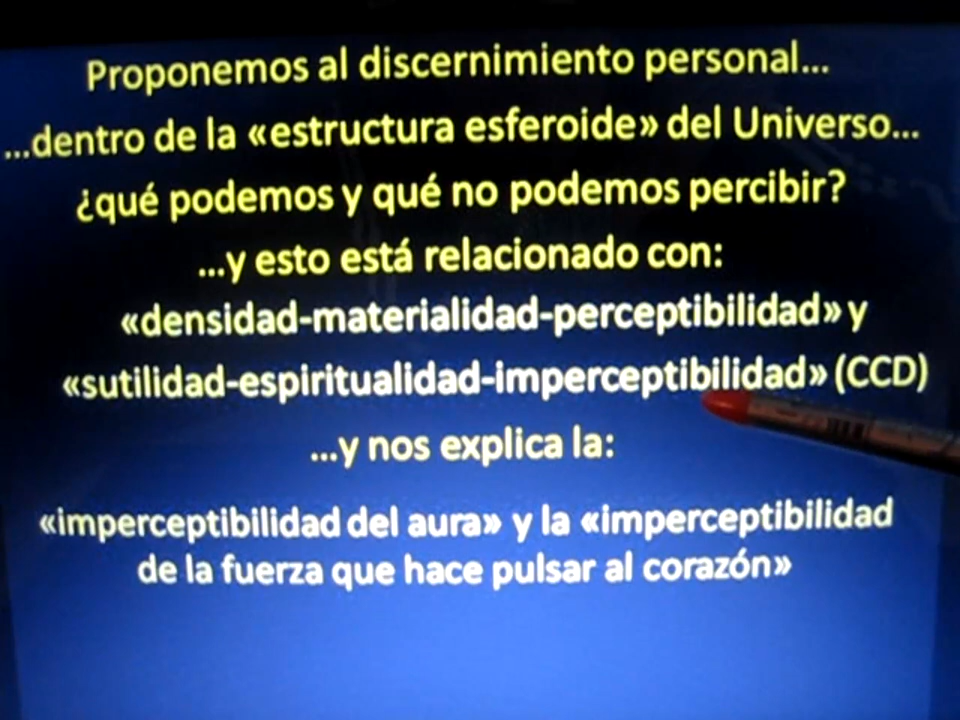 Proponemos al discernimiento personal...
...dentro de la «estructura esferoide» del Universo...
¿qué podemos y qué no podemos percibir?
...y esto está relacionado con:
«densidad-materialidad-perceptibilidad» y
«sutilidad-espiritualidad-imperceptibilidad» (CCD)
...y nos explica la:
«imperceptibilidad del aura» y la «imperceptibilidad
de la fuerza que hace pulsar al corazón»